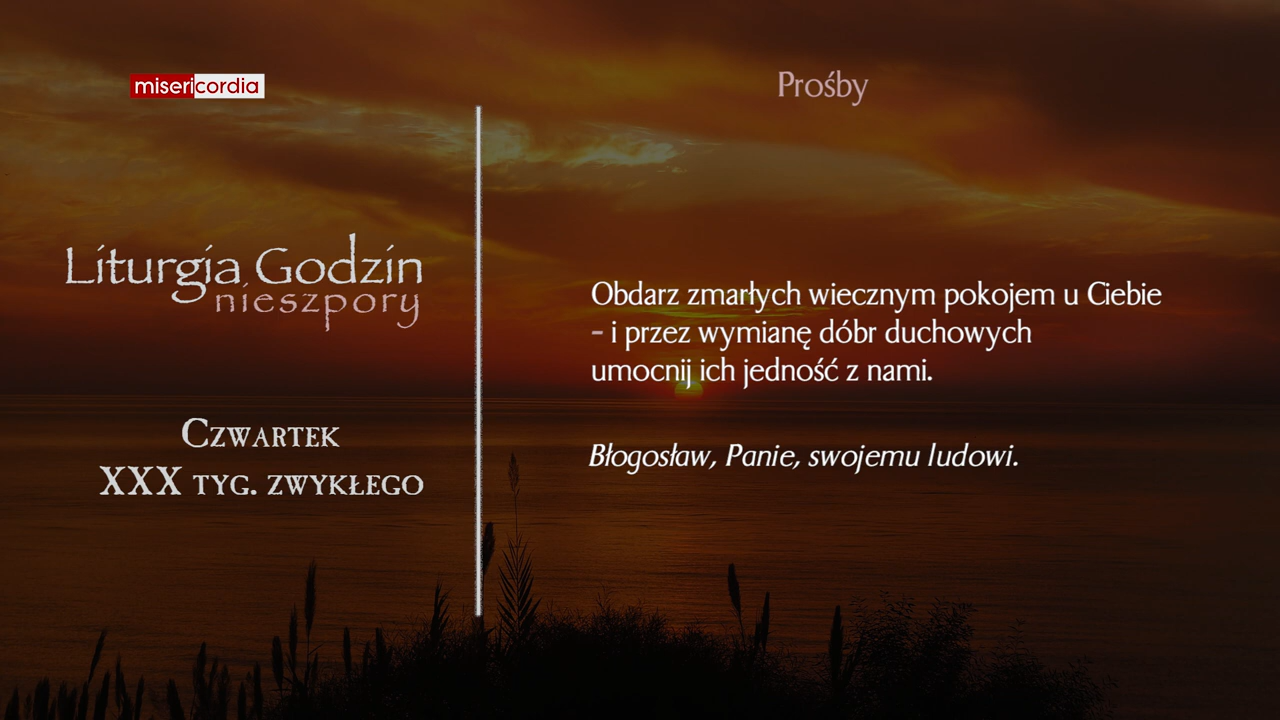 misericordia
Liturgia Godzin
nieszpory
Czwartek
XXX tyg. zwykłego
Prośby
Obdarz zmarłych wiecznym pokojem u Ciebie
- i przez wymianę dóbr duchowych
umocnij ich jedność z nami.
Błogosław, Panie, swojemu ludowi.